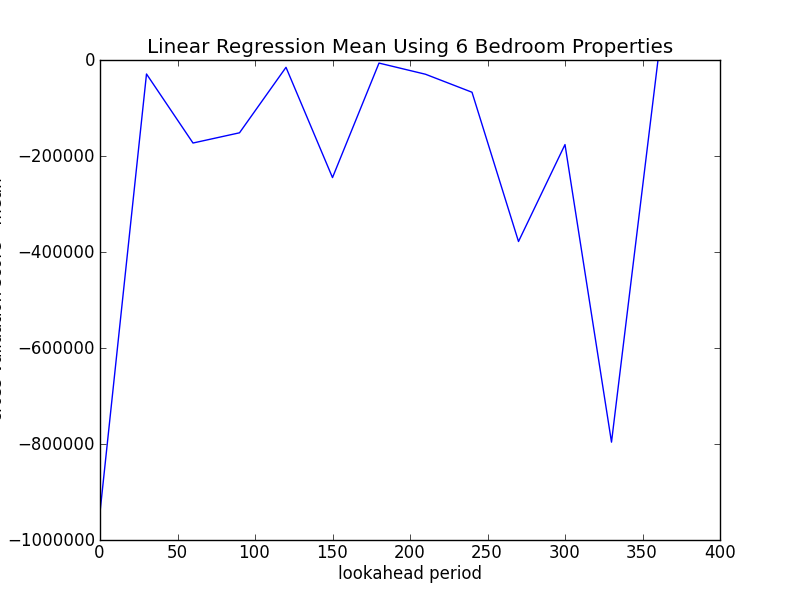 Linear Regression Mean Using 6 Bedroom Properties
0
−200000
−400000
−600000
−800000
−1000000
0 50 100 150 200 250 300 350 400
lookahead period